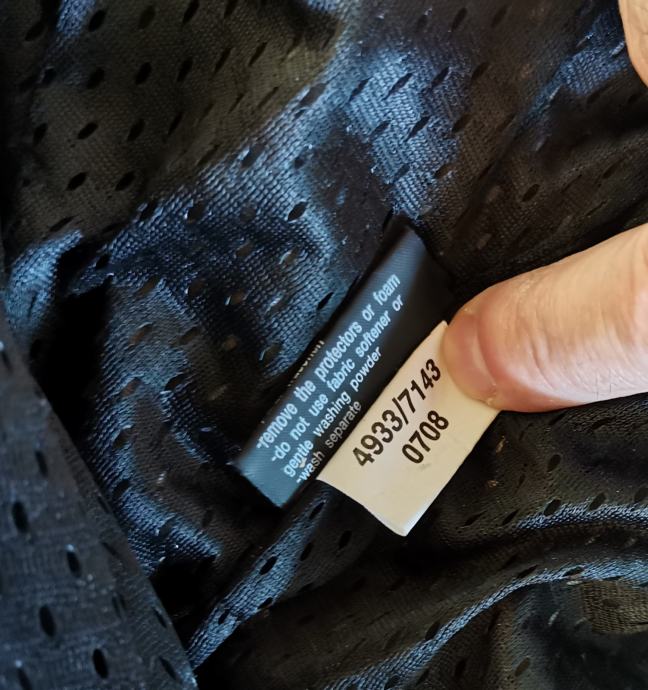 -remove the protectors or foam
-do not use fabric softener or
gentle washing powder
-wash separate
4933/7143
0708